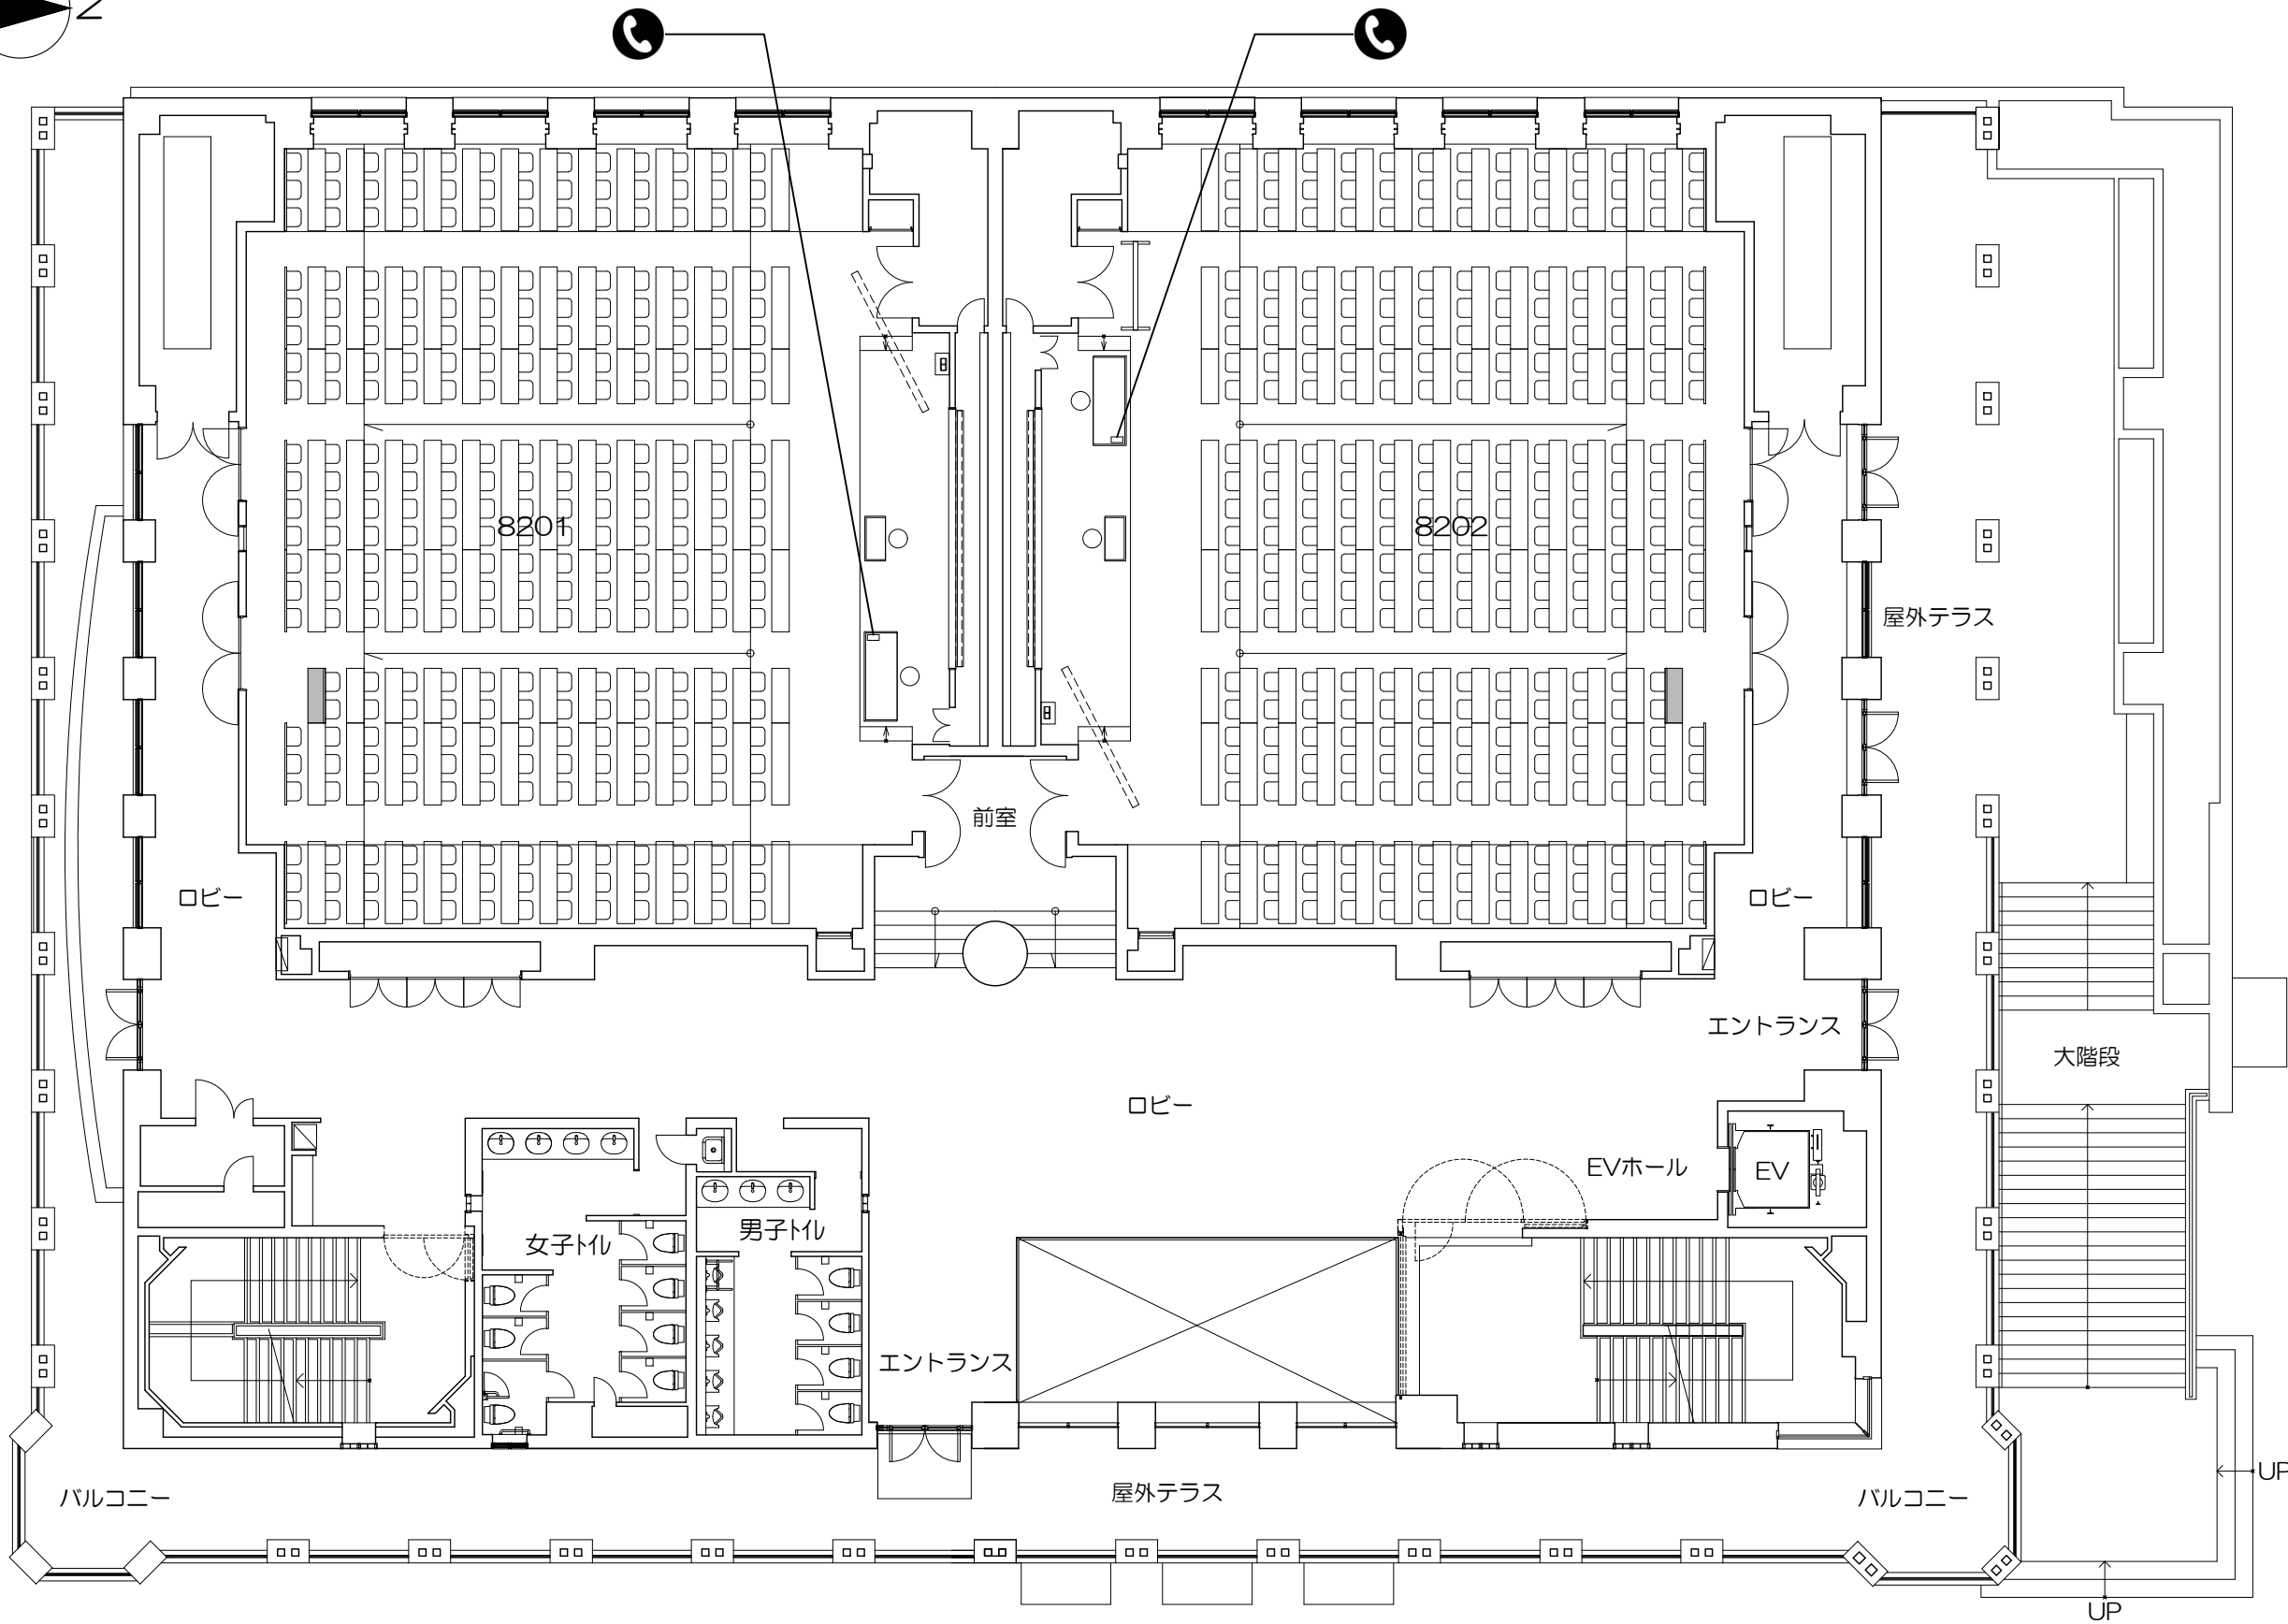 8201
8202
屋外テラス
前室
ロビー
ロビー
エントランス
大階段
ロビー
EVホール
EV
女子トイレ
男子トイレ
エントランス
バルコニー
屋外テラス
バルコニー
UP
UP